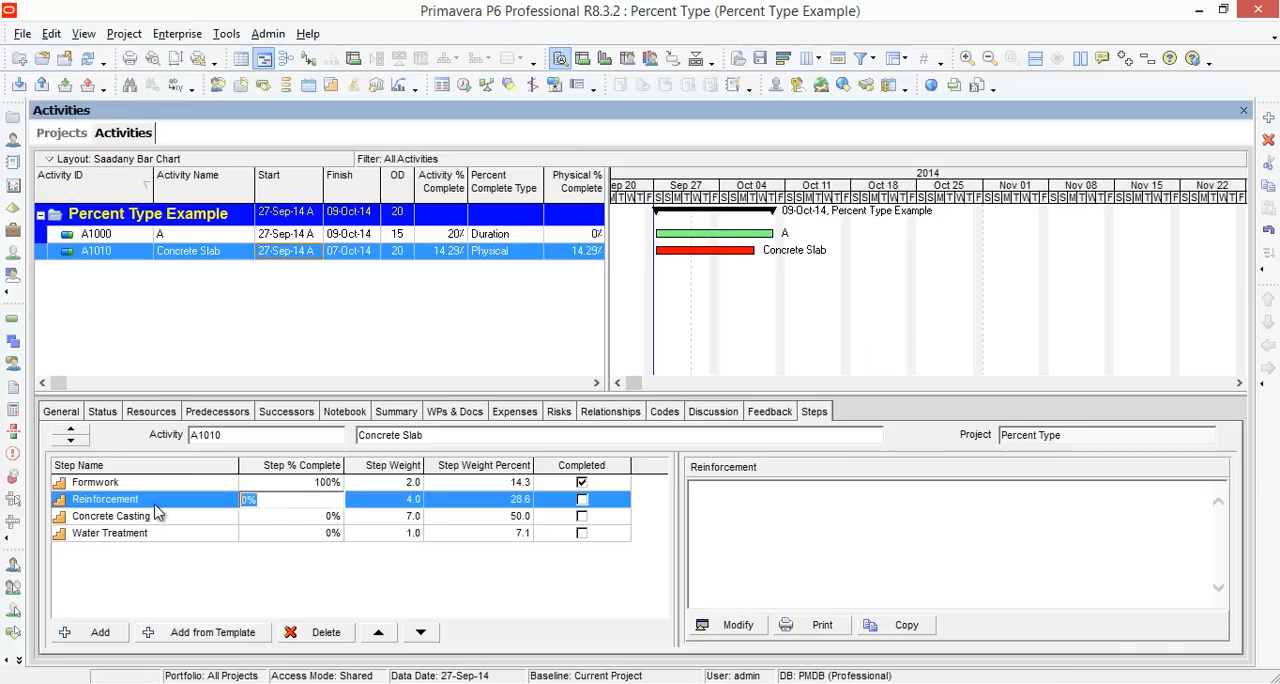 Primavera P6 Professional R8.3.2 : Percent Type (Percent Type Example)
File Edit View Project Enterprise Tools Admin Help
Activities
Projects Activities
Layout: Saadany Bar Chart Filter: All Activities
Activity ID Activity Name Start Finish OD Activity % Complete Percent Complete Type Physical % Complete
2014
ep 20 Sep 27 Oct 04 Oct 11 Oct 18 Oct 25 Nov 01 Nov 08 Nov 15 Nov 22
Percent Type Example 27-Sep-14 A 09-Oct-14 20 09-Oct-14, Percent Type Example
A1000 A 27-Sep-14 A 09-Oct-14 15 20% Duration 0% A
A1010 Concrete Slab 27-Sep-14 A 07-Oct-14 20 14.29% Physical 14.29% Concrete Slab
General Status Resources Predecessors Successors Notebook Summary WPs & Docs Expenses Risks Relationships Codes Discussion Feedback Steps
Activity A1010 Concrete Slab Project Percent Type
Step Name Step % Complete Step Weight Step Weight Percent Completed
Formwork 100% 2.0 14.3
Reinforcement 0% 4.0 28.6
Concrete Casting 0% 7.0 50.0
Water Treatment 0% 1.0 7.1
Reinforcement
Add Add from Template Delete
Modify Print Copy
Portfolio: All Projects Access Mode: Shared Data Date: 27-Sep-14 Baseline: Current Project User: admin DB: PMDB (Professional)